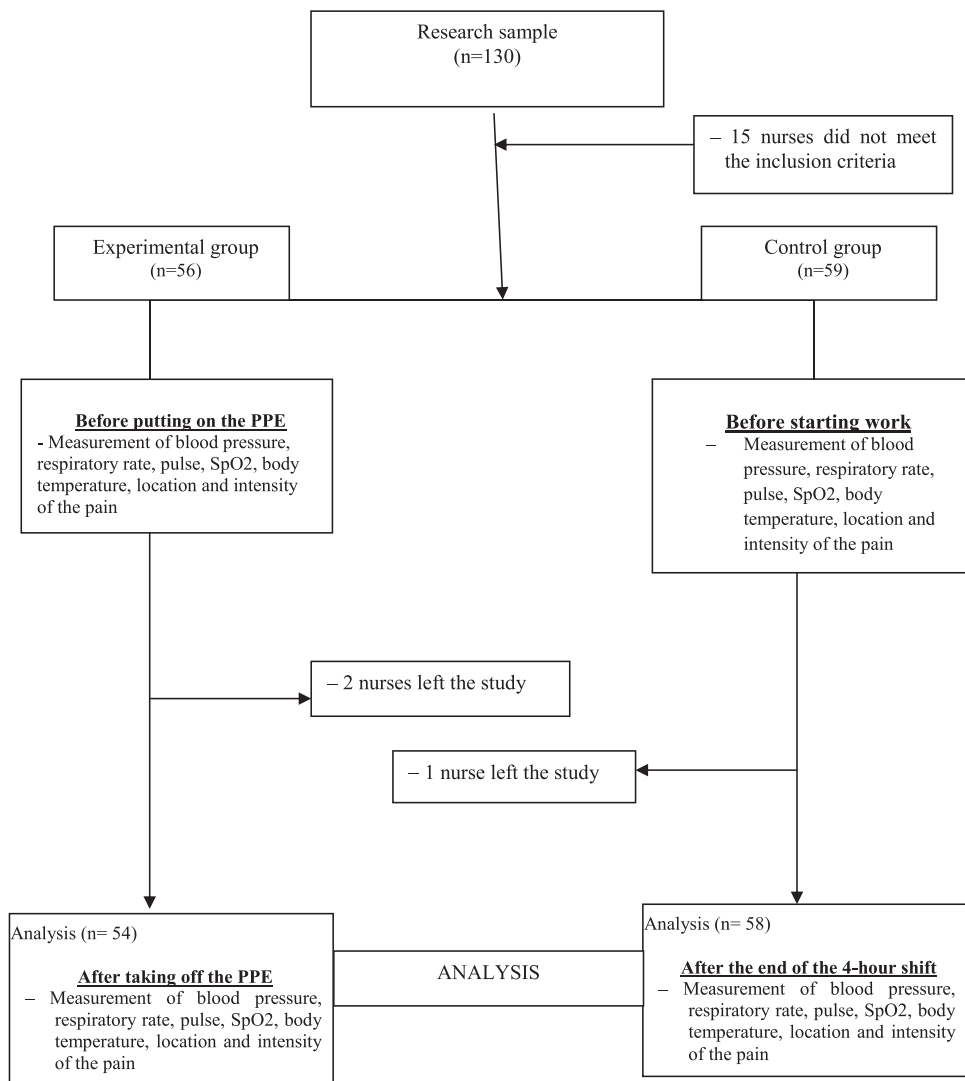 Research sample
(n=130)
– 15 nurses did not meet
the inclusion criteria
Experimental group
(n=56)
Control group
(n=59)
Before putting on the PPE
- Measurement of blood pressure,
respiratory rate, pulse, SpO2, body
temperature, location and intensity
of the pain
Before starting work
– Measurement of blood
pressure, respiratory rate,
pulse, SpO2, body
temperature, location and
intensity of the pain
– 2 nurses left the study
– 1 nurse left the study
Analysis (n= 54)
After taking off the PPE
– Measurement of blood pressure,
respiratory rate, pulse, SpO2, body
temperature, location and intensity
of the pain
ANALYSIS
Analysis (n= 58)
After the end of the 4-hour shift
– Measurement of blood pressure,
respiratory rate, pulse, SpO2, body
temperature, location and intensity
of the pain